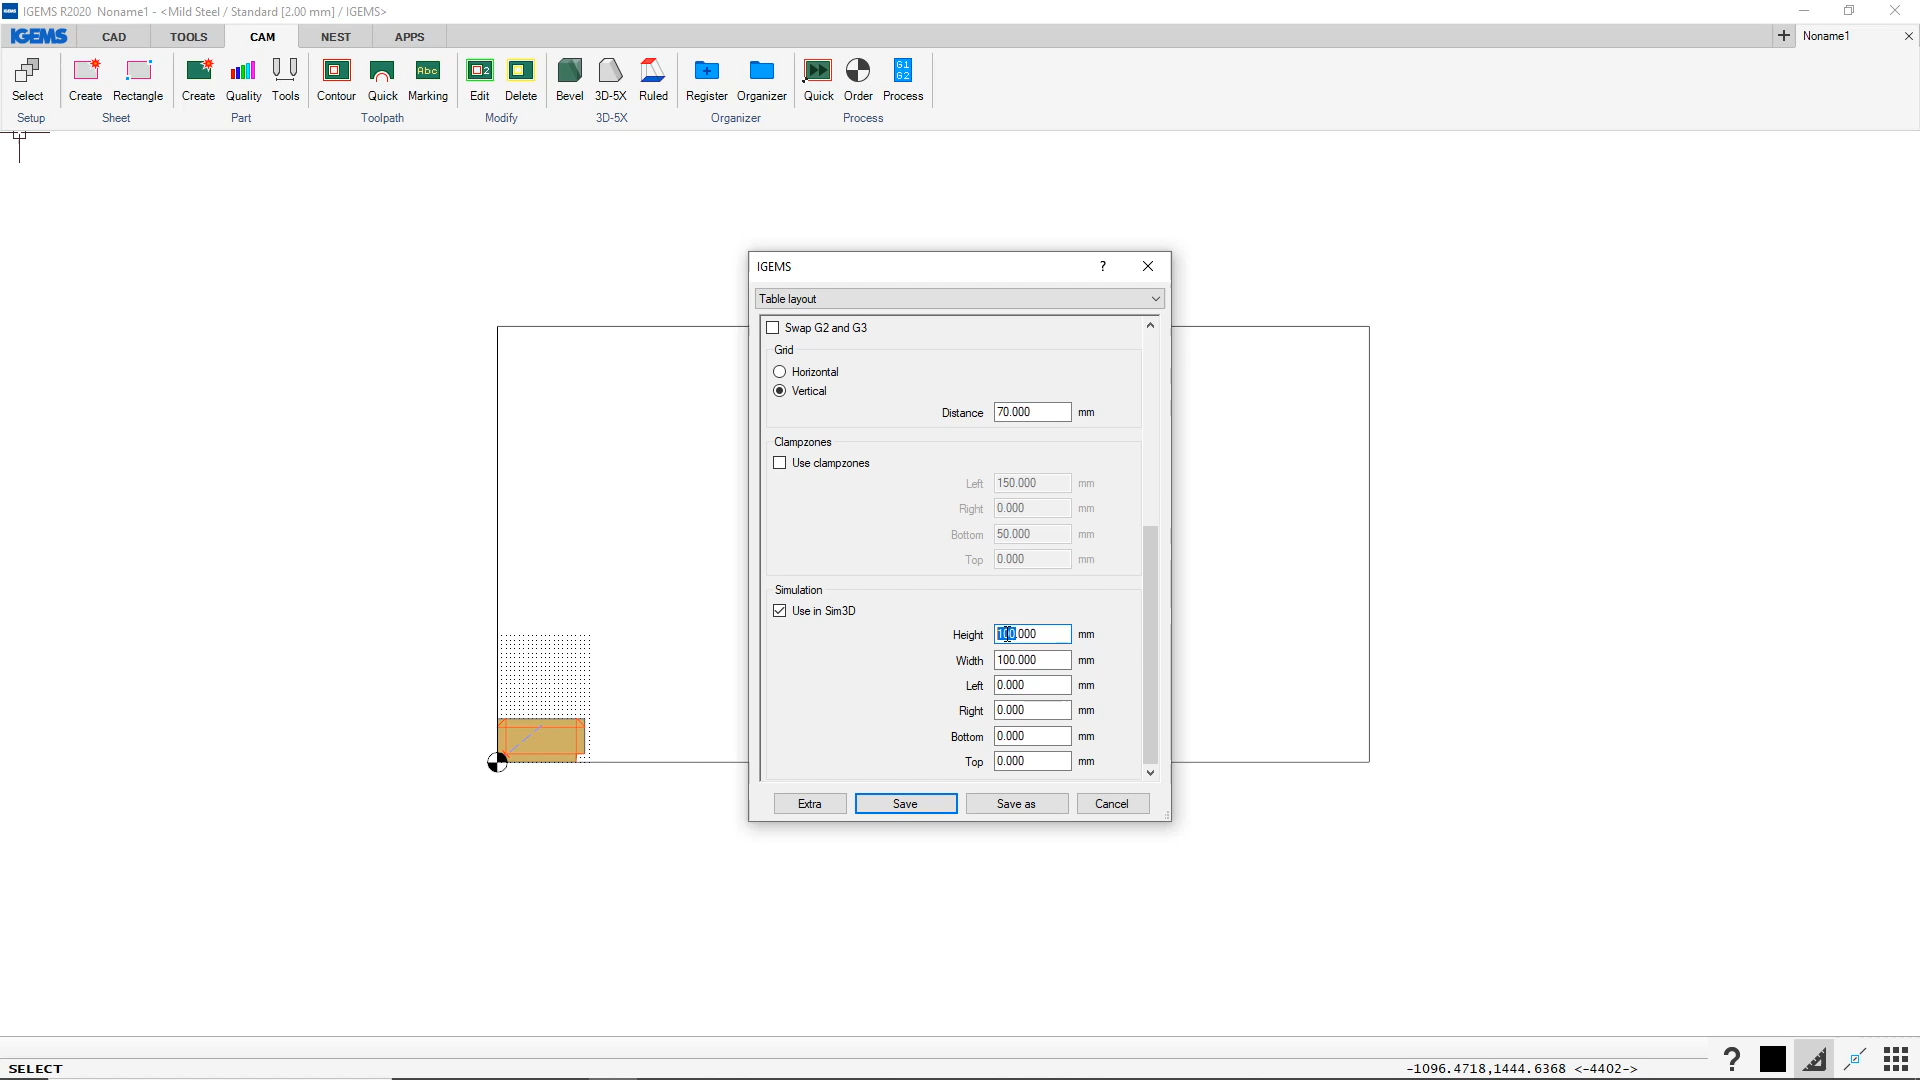 IGEMS R2020 Noname1 - <Mild Steel / Standard [2.00 mm] / IGEMS>
IGEMS CAD TOOLS CAM NEST APPS Noname1
Select Create Rectangle Create Quality Tools Contour Quick Marking Edit Delete Bevel 3D-5X Ruled Register Organizer Quick Order Process
Setup Sheet Part Toolpath Modify 3D-5X Organizer Process
IGEMS ?
Table layout
Swap G2 and G3
Grid
Horizontal
Vertical
Distance 70.000 mm
Clampzones
Use clampzones
Left 150.000 mm
Right 0.000 mm
Bottom 50.000 mm
Top 0.000 mm
Simulation
Use in Sim3D
Height 100.000 mm
Width 100.000 mm
Left 0.000 mm
Right 0.000 mm
Bottom 0.000 mm
Top 0.000 mm
Extra Save Save as Cancel
SELECT -1096.4718,1444.6368 <-4402->